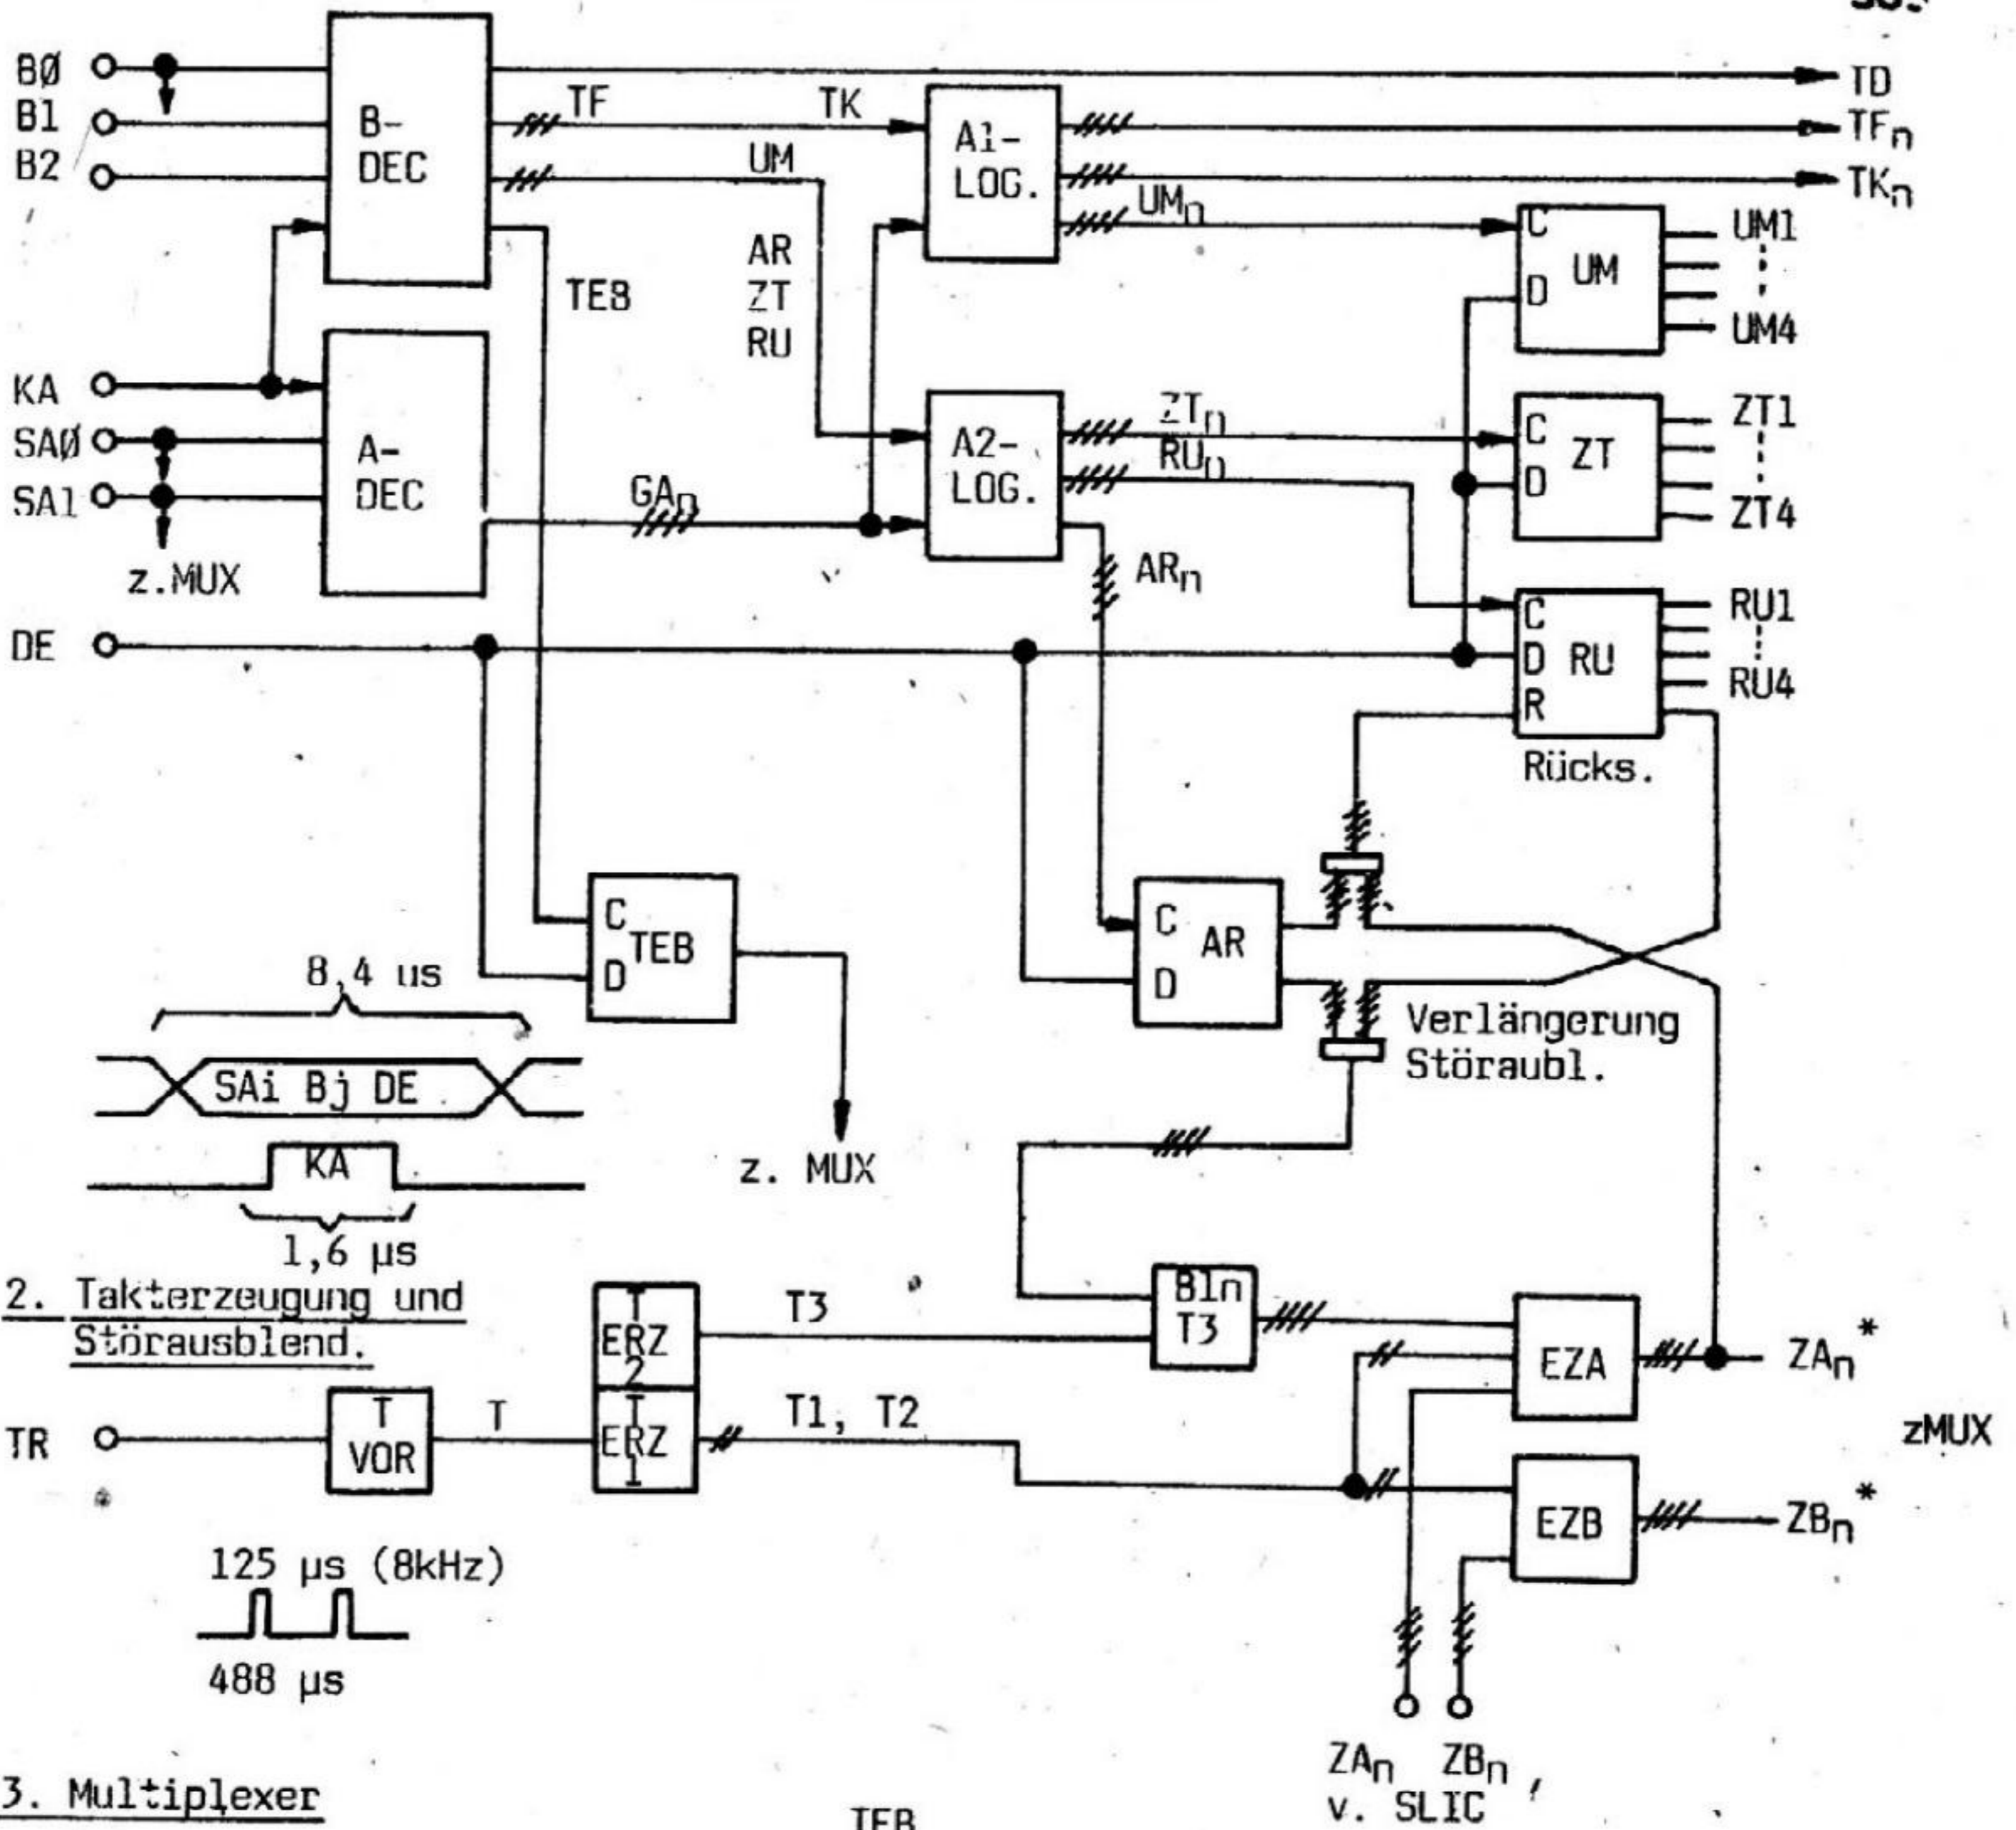 BØ
B1
B2
B-
DEC
TF
TK
UM
A1-
LOG.
TD
TFn
TKn
UMn
C
D
UM
UM1
UM4
TEB
AR
ZT
RU
KA
SAØ
SA1
A-
DEC
z.MUX
GAn
A2-
LOG.
ZTn
RUn
ARn
C
D
ZT
ZT1
ZT4
C
D
R
RU
RU1
RU4
Rücks.
DE
C
D
TEB
z. MUX
C
D
AR
Verlängerung
Störaubl.
8,4 us
SAi Bj DE
KA
1,6 µs
2. Takterzeugung und
Störausblend.
TR
T
VOR
T
T
ERZ
2
T
ERZ
1
T3
T1, T2
Bln
T3
EZA
EZB
ZAn*
zMUX
ZBn*
125 µs (8kHz)
488 µs
ZAn ZBn,
v. SLIC
3. Multiplexer